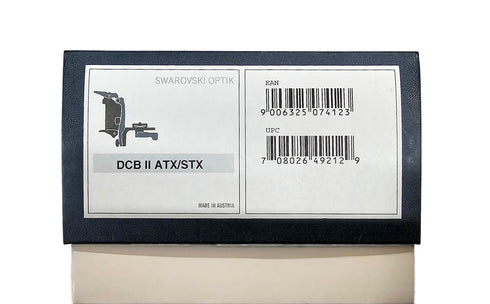 SWAROVSKI OPTIK
DCB II ATX/STX
MADE IN AUSTRIA
EAN
9 006325 074123
UPC
7 08026 49212 9